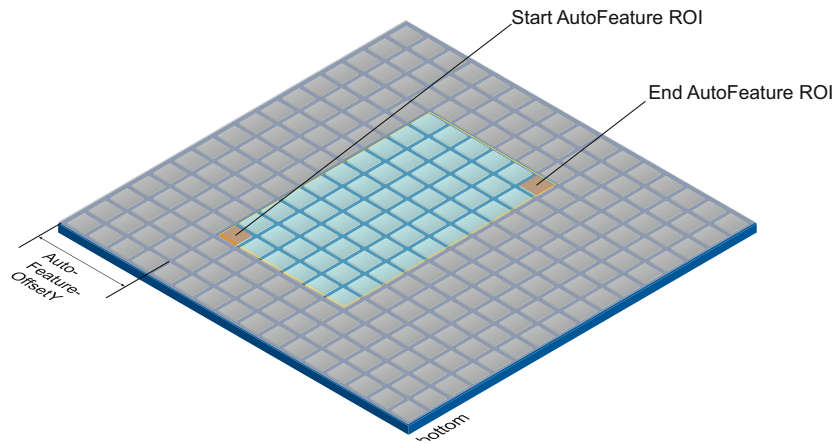 Start AutoFeature ROI
End AutoFeature ROI
Auto-
Feature-
OffsetY
bottom